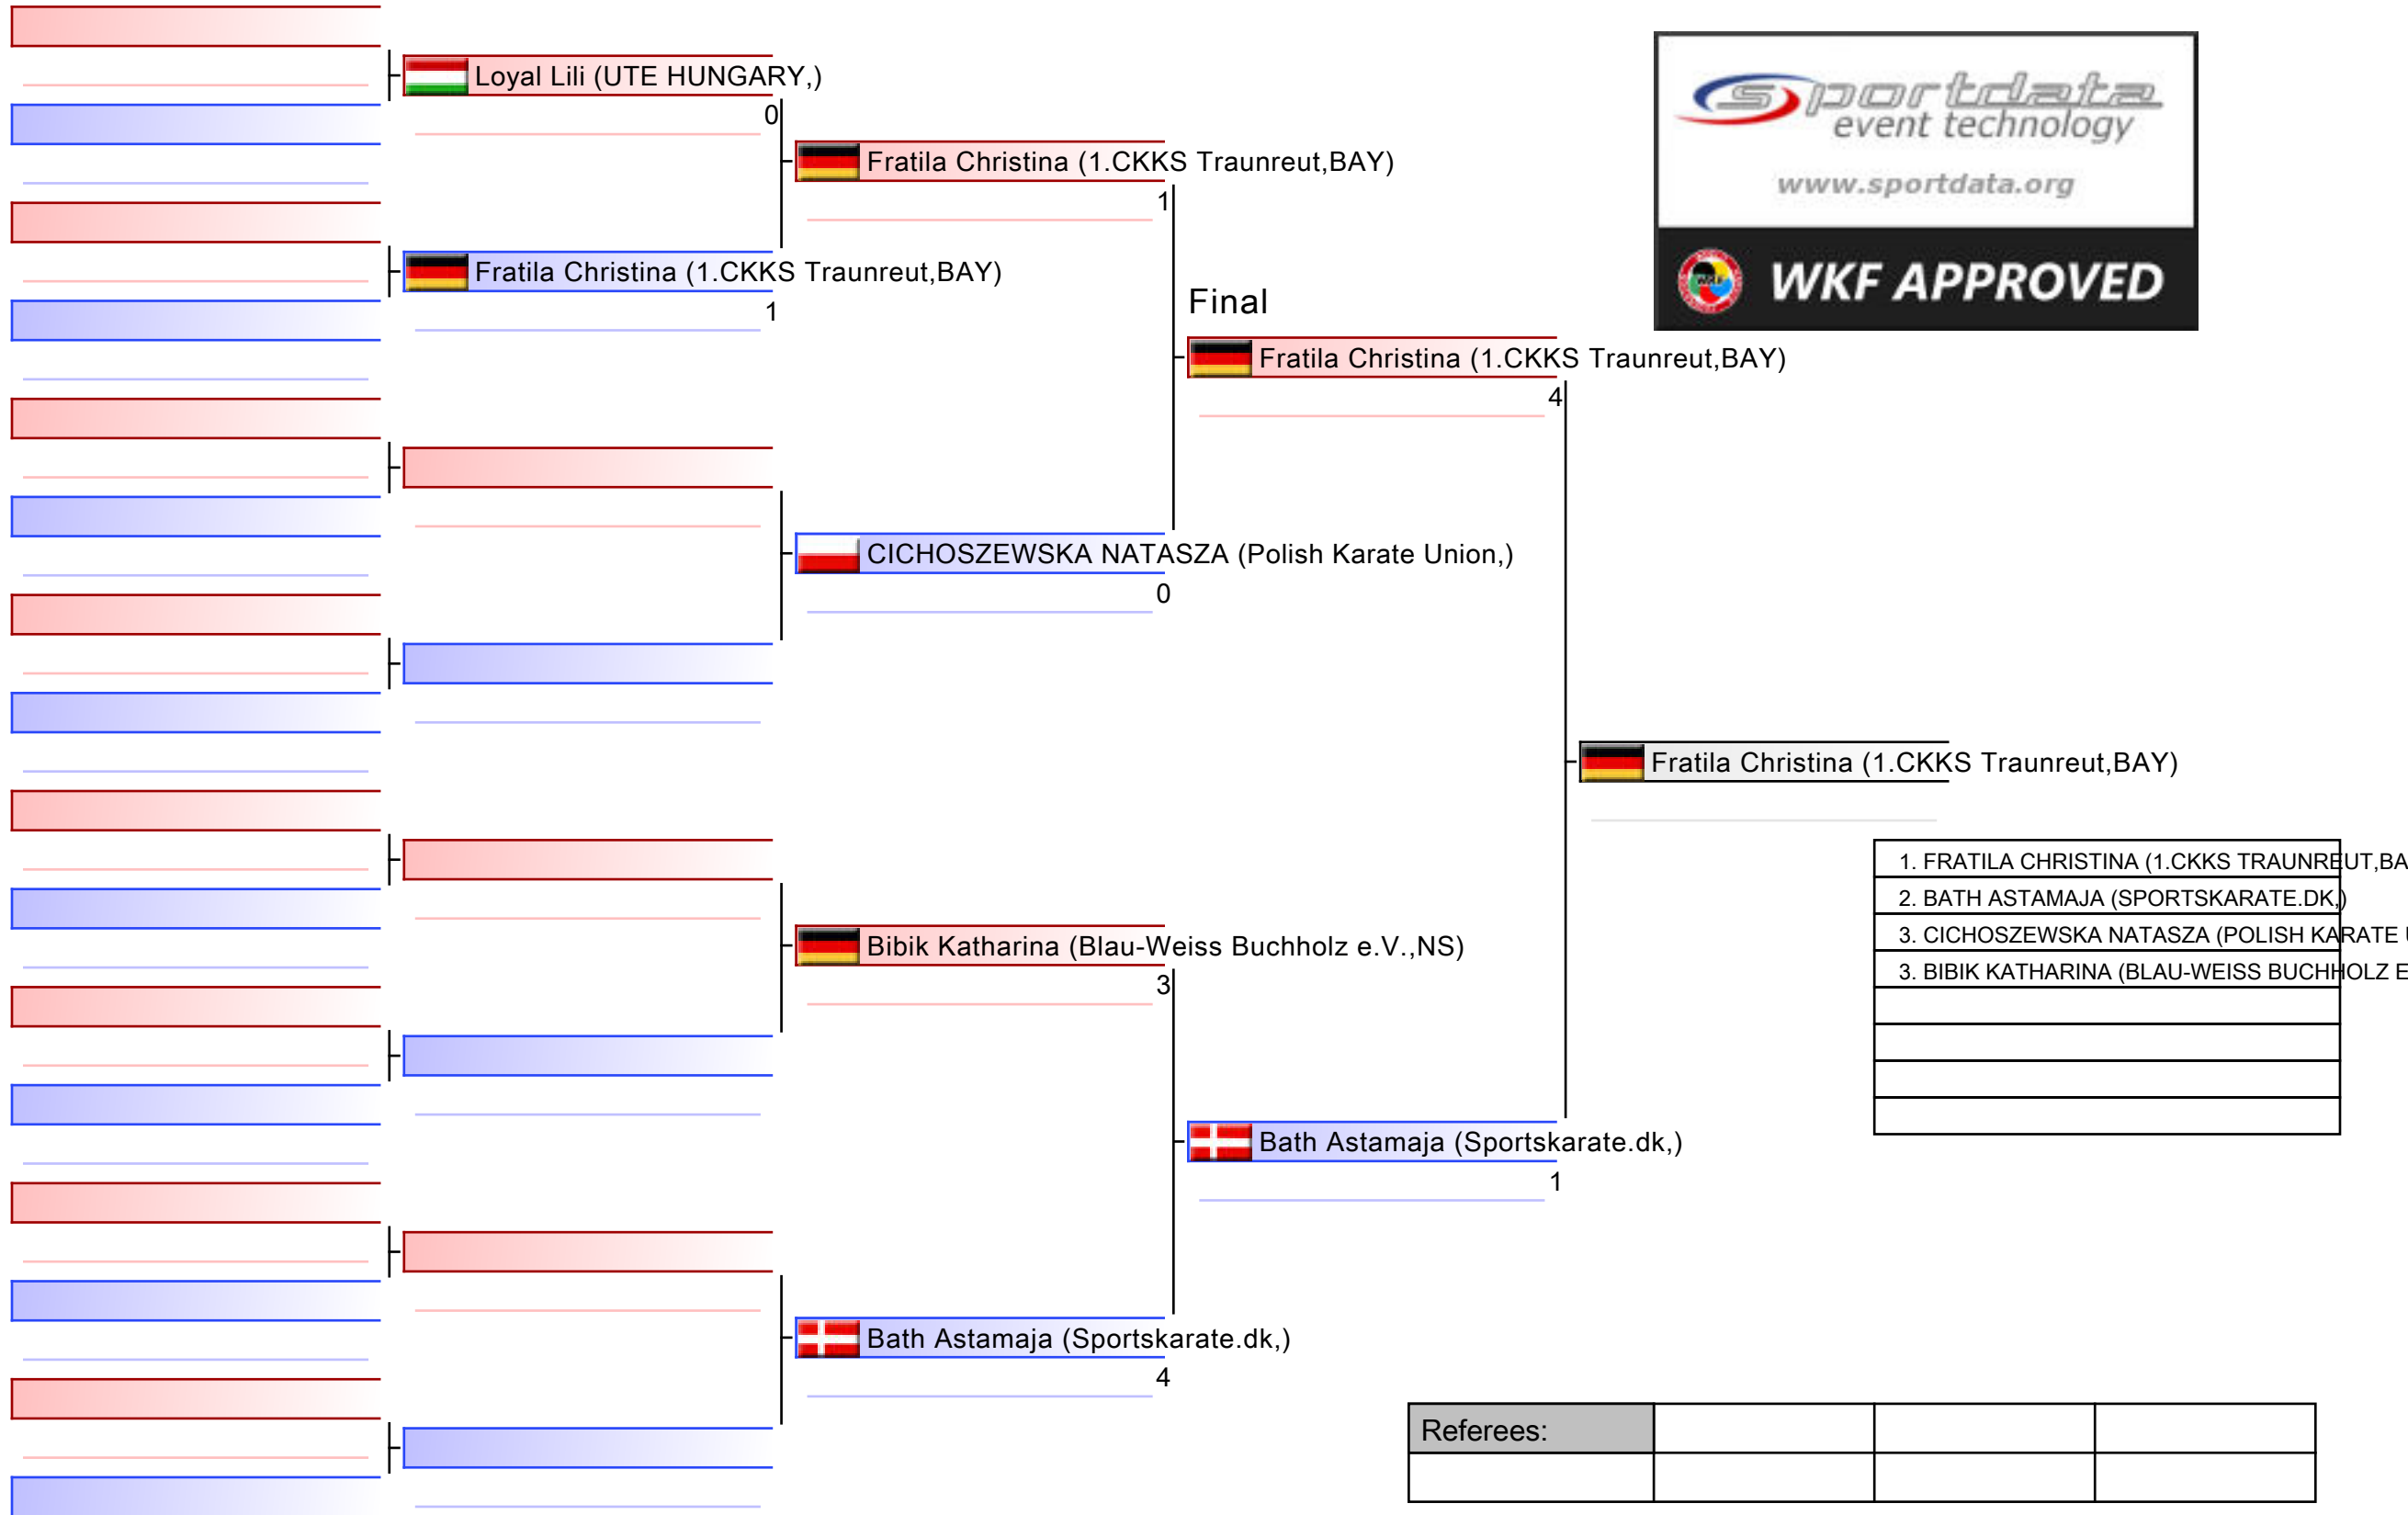 Loyal Lili (UTE HUNGARY,)
0
Fratila Christina (1.CKKS Traunreut,BAY)
1
Fratila Christina (1.CKKS Traunreut,BAY)
1
CICHOSZEWSKA NATASZA (Polish Karate Union,)
0
Bibik Katharina (Blau-Weiss Buchholz e.V.,NS)
3
Bath Astamaja (Sportskarate.dk,)
4
Final
Fratila Christina (1.CKKS Traunreut,BAY)
4
Bath Astamaja (Sportskarate.dk,)
1
Fratila Christina (1.CKKS Traunreut,BAY)
sportdata
event technology
www.sportdata.org
WKF APPROVED
1. FRATILA CHRISTINA (1.CKKS TRAUNREUT,BA
2. BATH ASTAMAJA (SPORTSKARATE.DK,)
3. CICHOSZEWSKA NATASZA (POLISH KARATE
3. BIBIK KATHARINA (BLAU-WEISS BUCHHOLZ E
Referees: